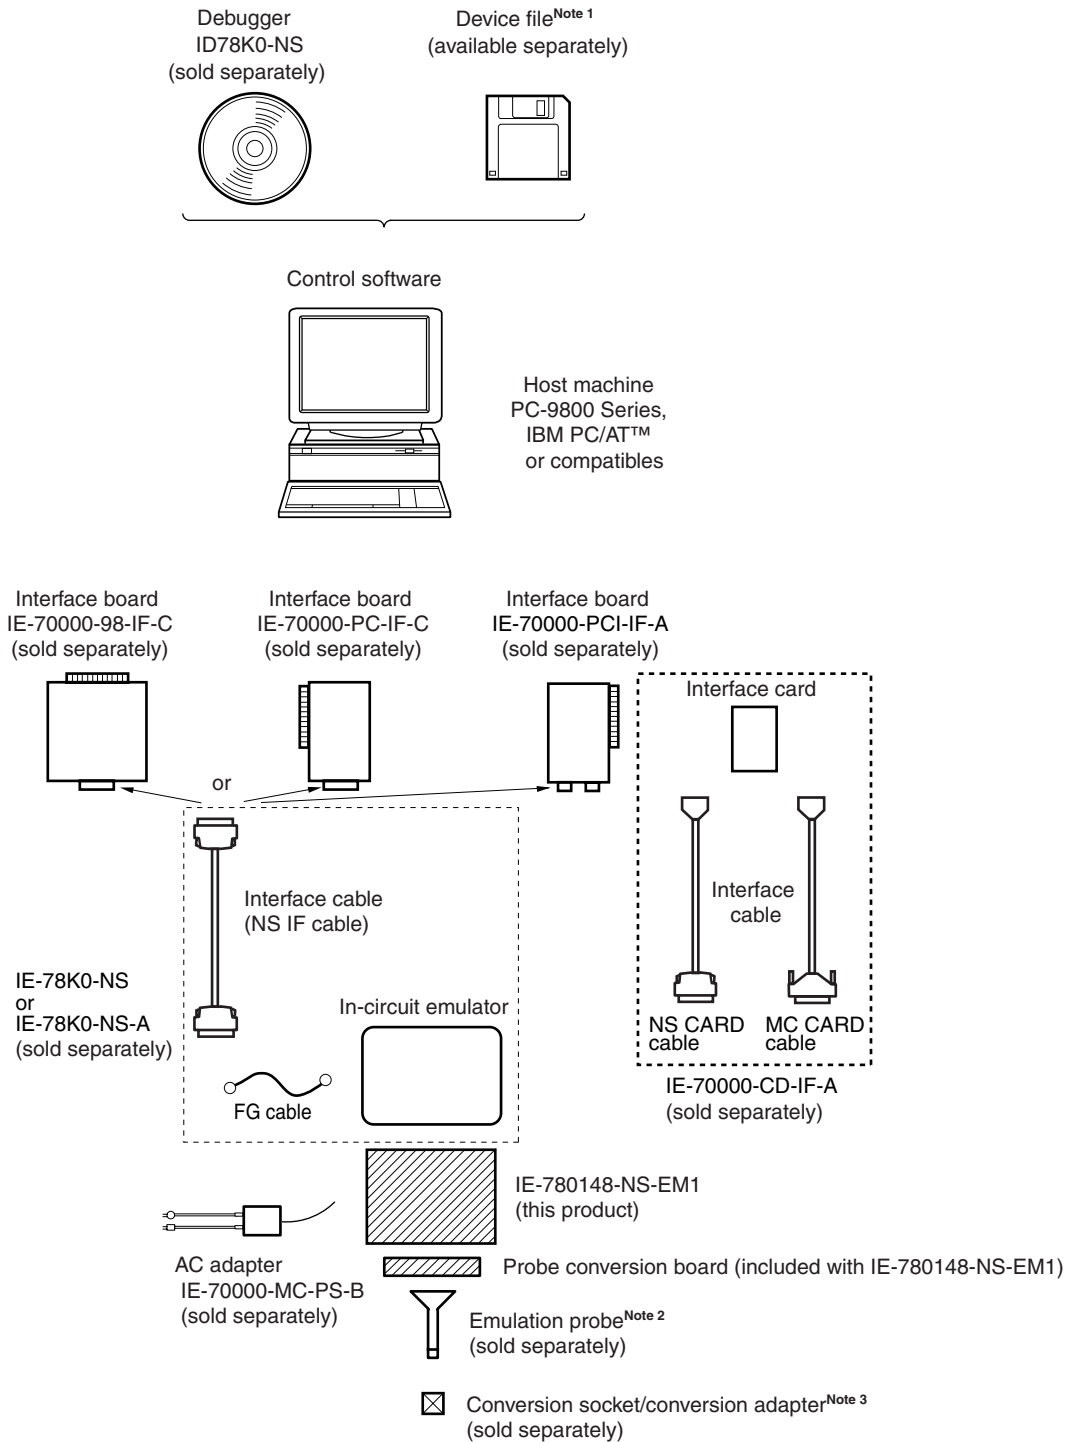 Debugger
ID78K0-NS
(sold separately)
Device fileNote 1
(available separately)
Control software
Host machine
PC-9800 Series,
IBM PC/AT™
or compatibles
Interface board
IE-70000-98-IF-C
(sold separately)
Interface board
IE-70000-PC-IF-C
(sold separately)
Interface board
IE-70000-PCI-IF-A
(sold separately)
Interface card
or
Interface cable
(NS IF cable)
Interface
cable
IE-78K0-NS
or
IE-78K0-NS-A
(sold separately)
In-circuit emulator
FG cable
NS CARD
cable
MC CARD
cable
IE-70000-CD-IF-A
(sold separately)
IE-780148-NS-EM1
(this product)
AC adapter
IE-70000-MC-PS-B
(sold separately)
Probe conversion board (included with IE-780148-NS-EM1)
Emulation probeNote 2
(sold separately)
Conversion socket/conversion adapterNote 3
(sold separately)